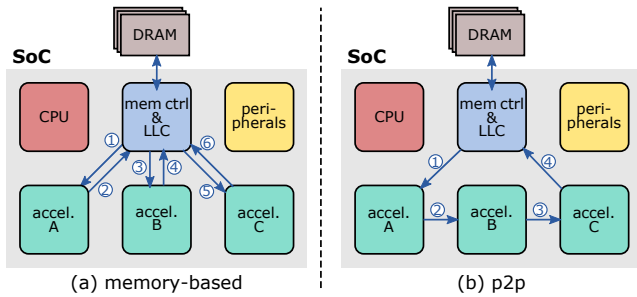 DRAM
SoC
CPU
mem ctrl
&
LLC
peri-
pherals
①
②
③
④
⑤
⑥
accel.
A
accel.
B
accel.
C
(a) memory-based
DRAM
SoC
CPU
mem ctrl
&
LLC
peri-
pherals
①
②
③
④
accel.
A
accel.
B
accel.
C
(b) p2p